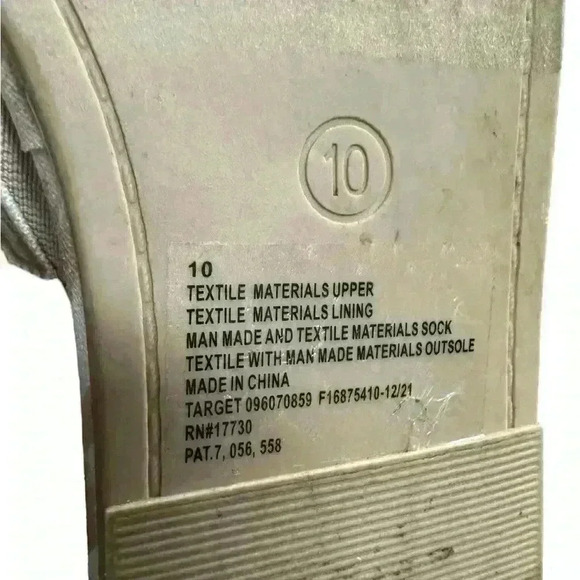 10
10
TEXTILE MATERIALS UPPER
TEXTILE MATERIALS LINING
MAN MADE AND TEXTILE MATERIALS SOCK
TEXTILE WITH MAN MADE MATERIALS OUTSOLE
MADE IN CHINA
TARGET 096070859 F16875410-12/21
RN#17730
PAT.7, 056, 558